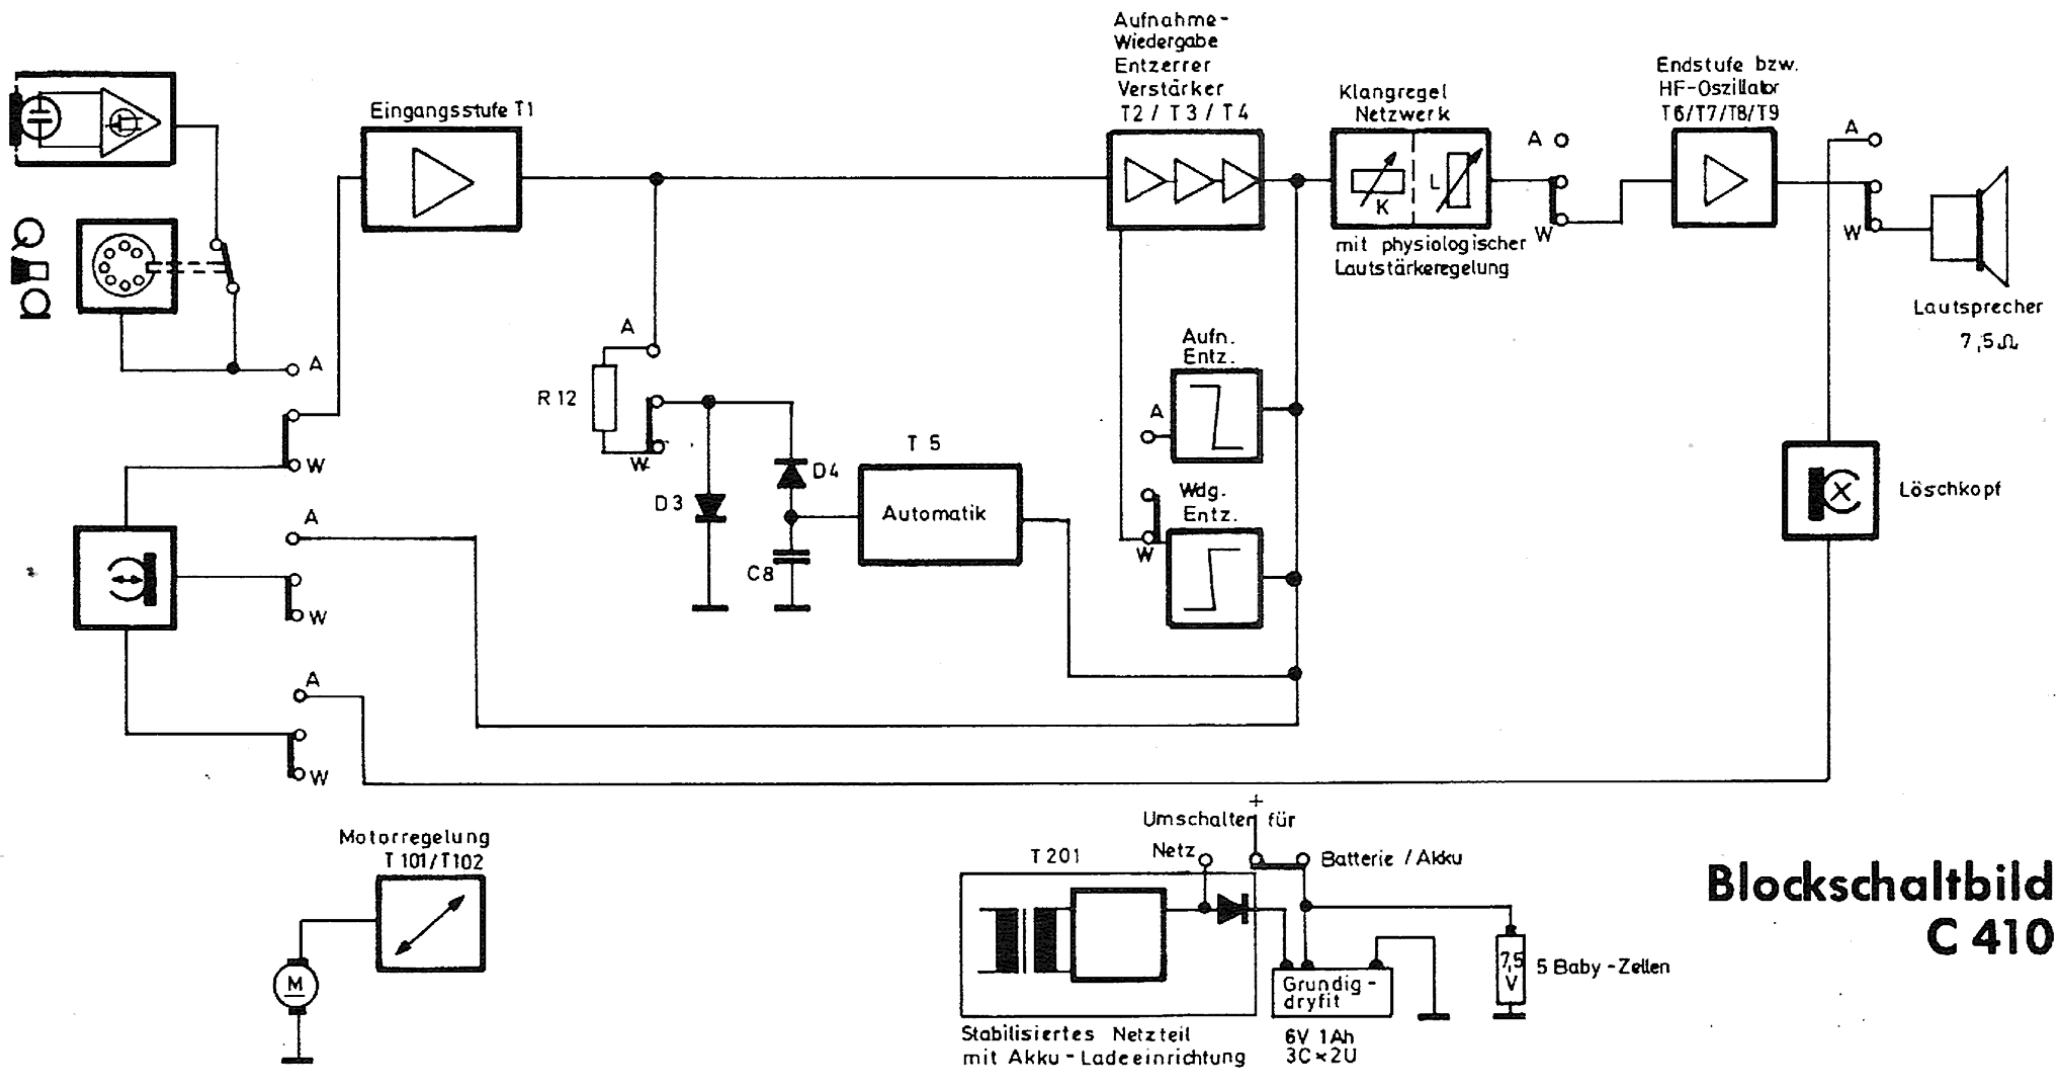 Aufnahme-
Wiedergabe
Entzerrer
Verstärker
T2 / T3 / T4
Eingangsstufe T1
Klangregel
Netzwerk
K
L
mit physiologischer
Lautstärkeregelung
Endstufe bzw.
HF-Oszillator
T6/T7/T8/T9
A
W
A
W
Lautsprecher
7,5Ω
A
W
A
R 12
W
D3
D4
C8
T 5
Automatik
Aufn.
Entz.
A
Wdg.
Entz.
W
Löschkopf
A
W
A
W
Motorregelung
T 101/T102
M
+
Umschalter für
Netz
Batterie / Akku
T 201
Grundig-
dryfit
6V 1Ah
3C×2U
7,5
V
5 Baby-Zellen
Stabilisiertes Netzteil
mit Akku-Ladeeinrichtung
Blockschaltbild
C 410